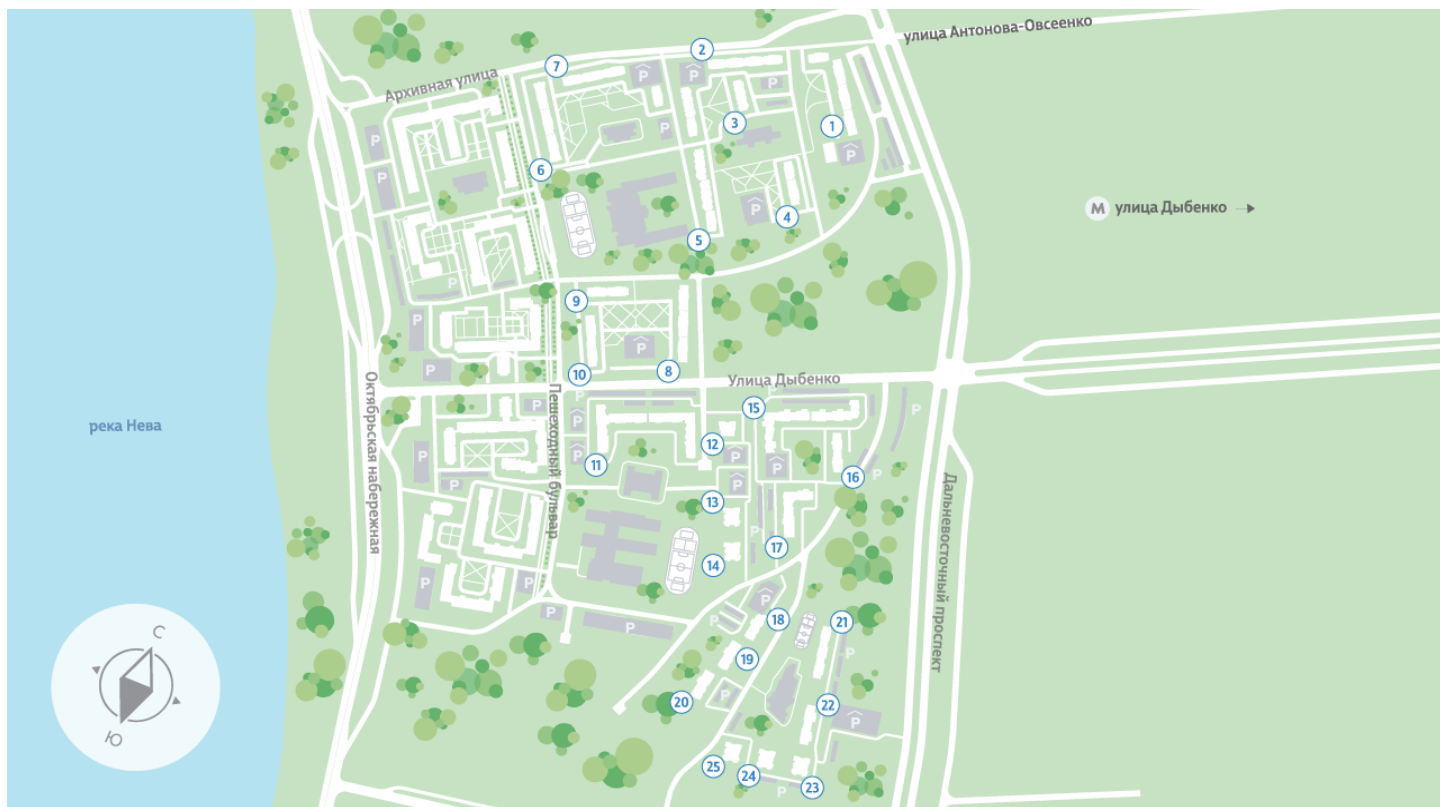 улица Антонова-Овсеенко
2
7
P
P
Архивная улица
P
3
1
P
P
P
P
6
P
М улица Дыбенко
P
4
5
P
9
P
P
10
8
Улица Дыбенко
P
Октябрьская набережная
Пешеходный бульвар
P
P
P
15
P
P
река Нева
12
P
P
11
P
P
16
P
P
P
13
Дальневосточный проспект
P
17
14
P
P
P
18
P
P
P
21
С
19
20
P
22
P
Ю
25
24
P
23